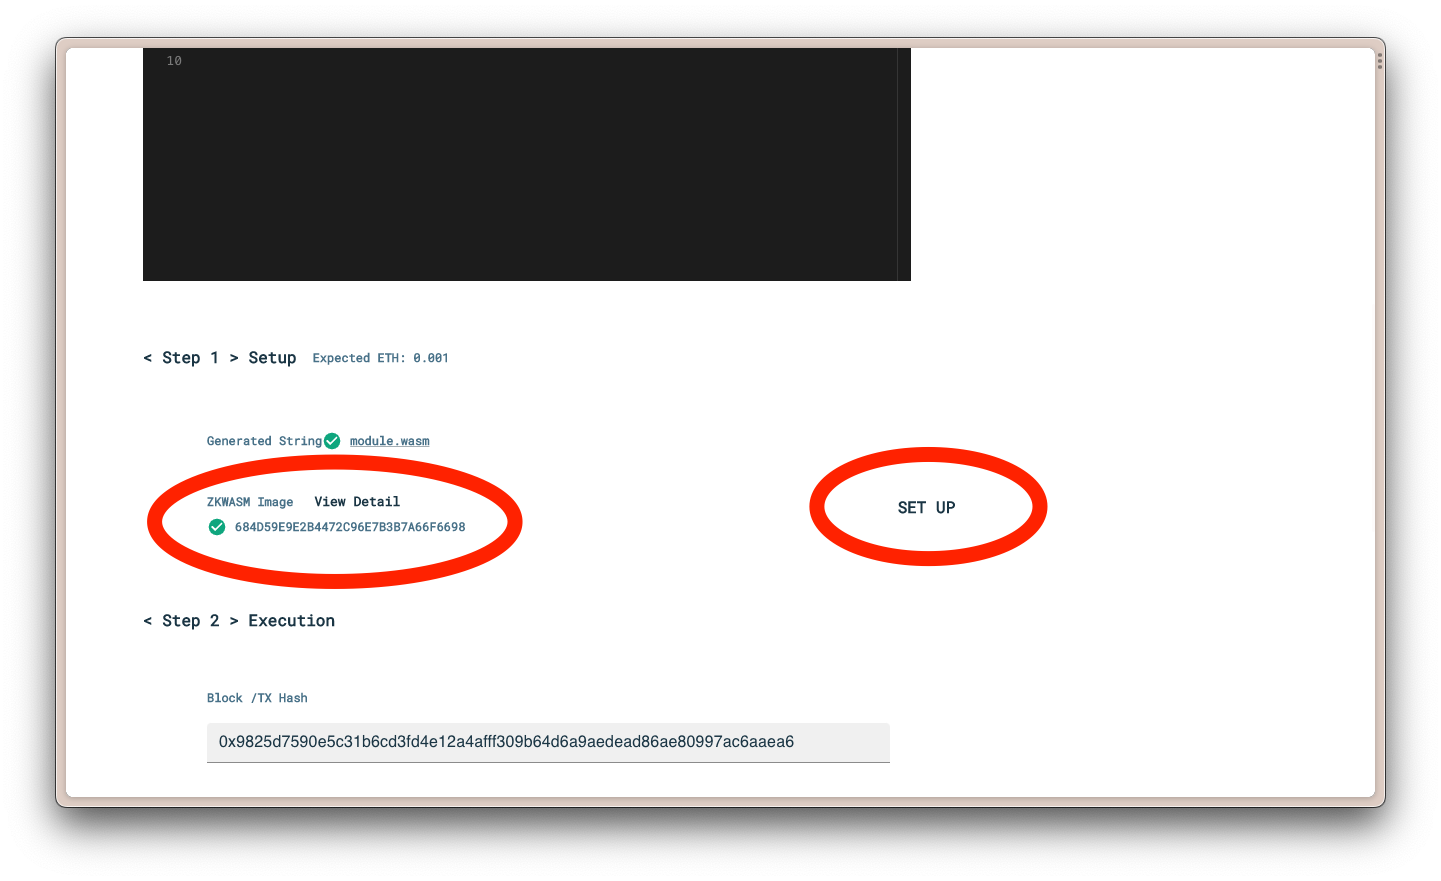 10
< Step 1 > Setup Expected ETH: 0.001
Generated String module.wasm
ZKWASM Image View Detail
684D59E9E2B4472C96E7B3B7A66F6698
SET UP
< Step 2 > Execution
Block /TX Hash
0x9825d7590e5c31b6cd3fd4e12a4afff309b64d6a9aedead86ae80997ac6aaea6